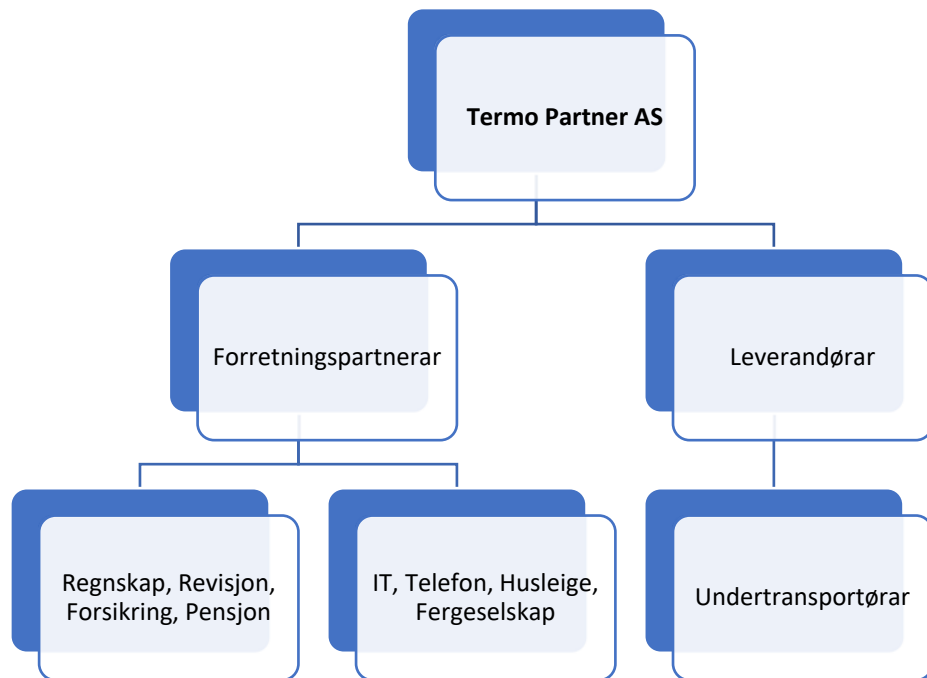 Termo Partner AS
Forretningspartnerar
Leverandørar
Regnskap, Revisjon,
Forsikring, Pensjon
IT, Telefon, Husleige,
Fergeselskap
Undertransportørar